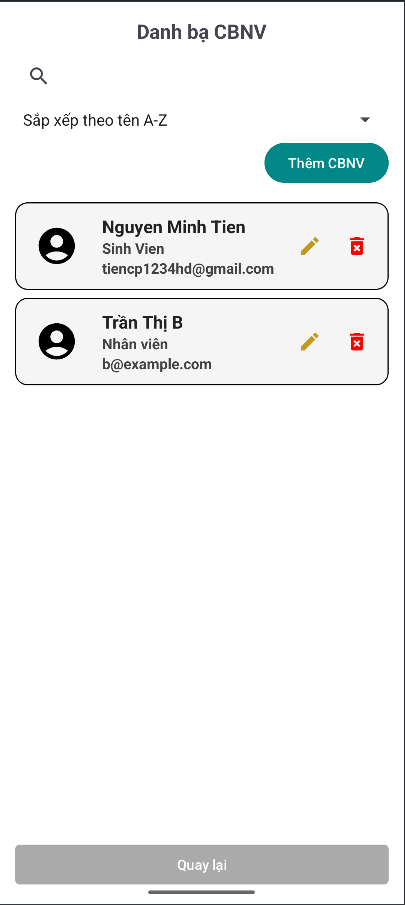 Danh bạ CBNV
Sắp xếp theo tên A-Z
Thêm CBNV
Nguyen Minh Tien
Sinh Vien
tiencp1234hd@gmail.com
Trần Thị B
Nhân viên
b@example.com
Quay lại